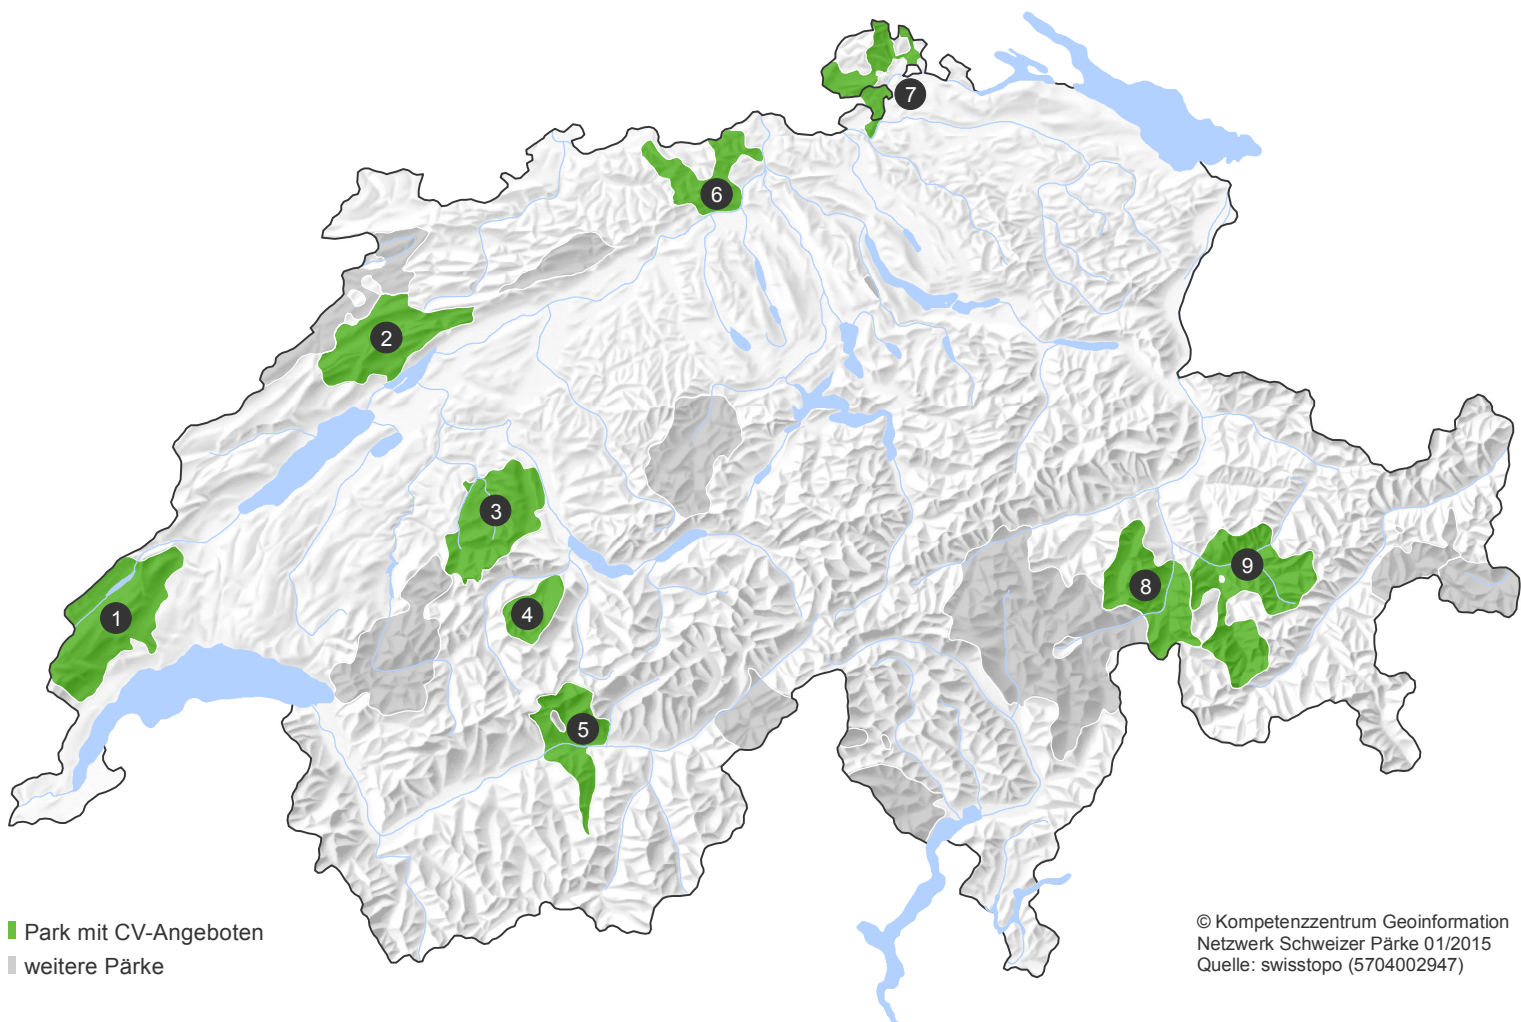 7
6
2
3
9
8
4
1
5
Park mit CV-Angeboten
weitere Pärke
© Kompetenzzentrum Geoinformation
Netzwerk Schweizer Pärke 01/2015
Quelle: swisstopo (5704002947)